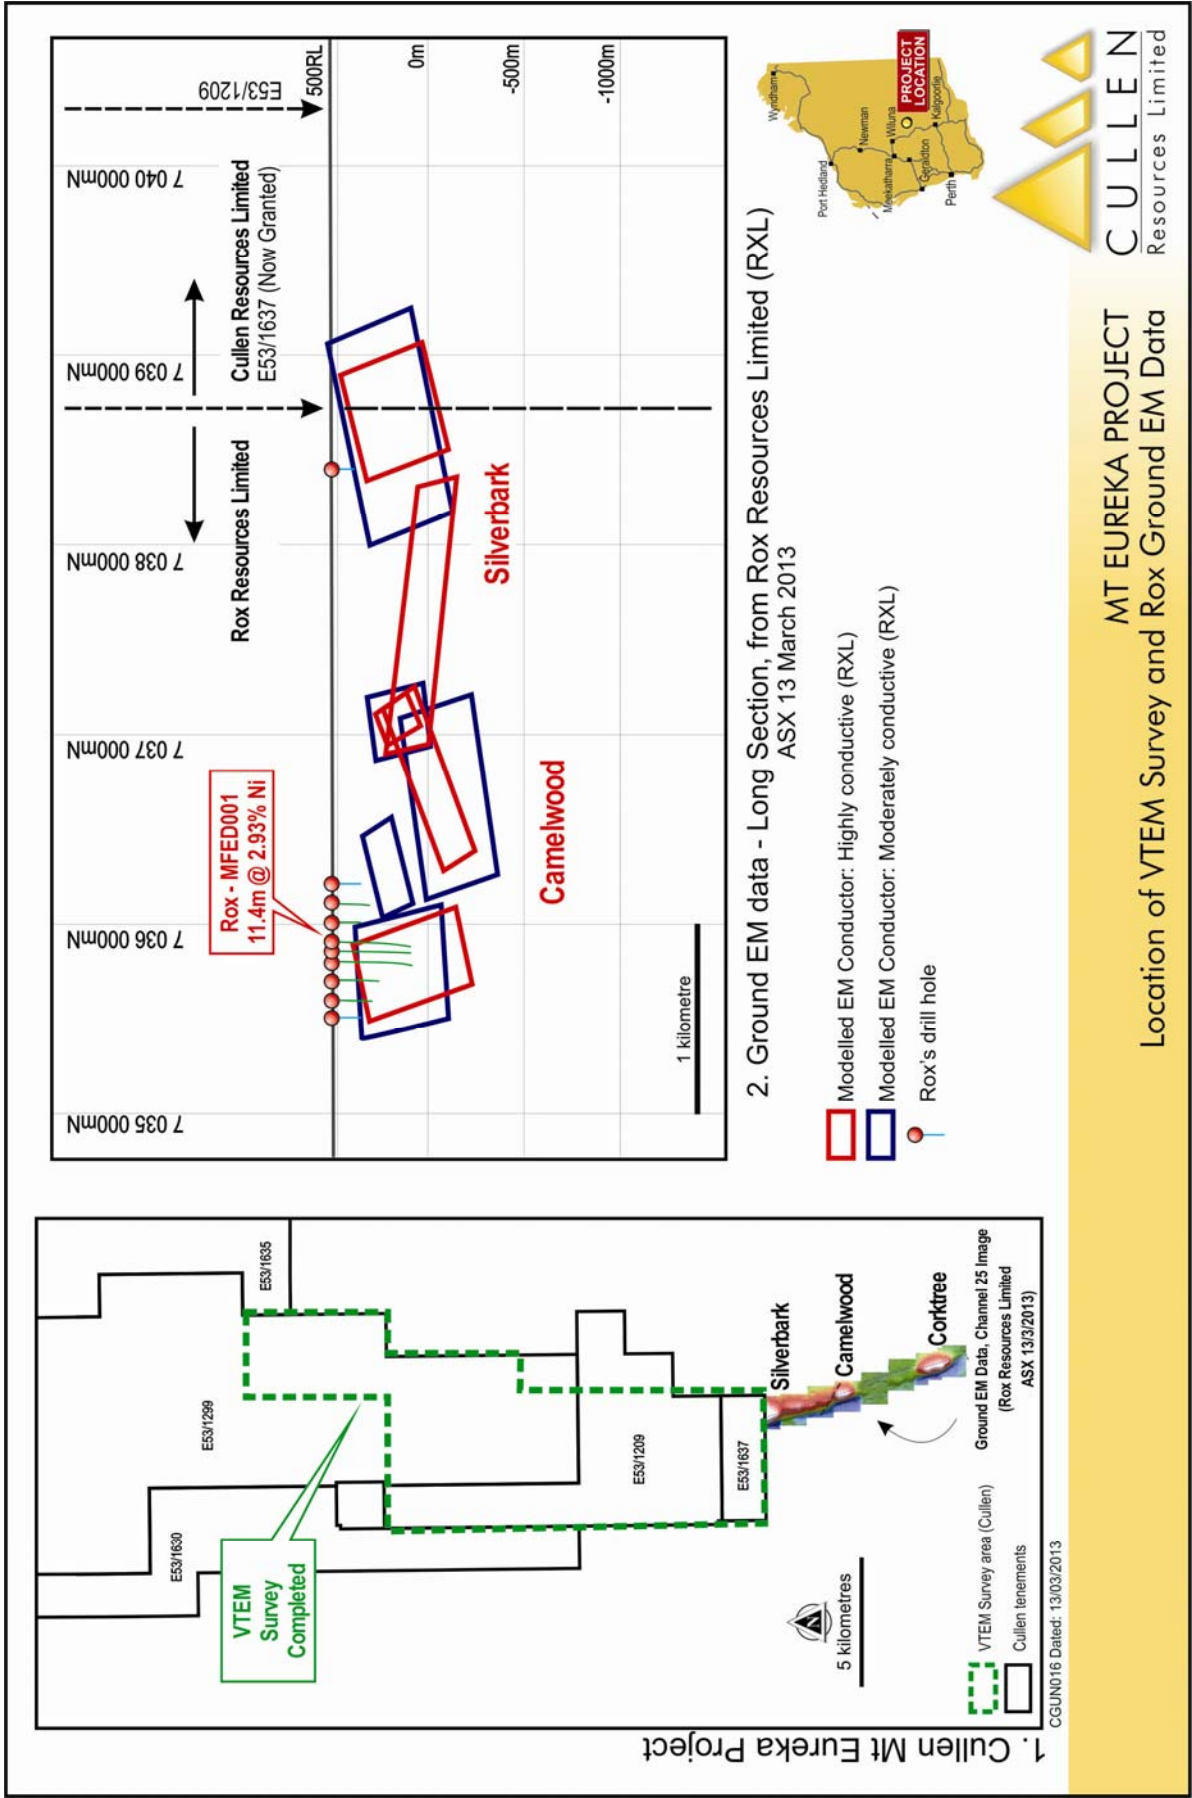 1. Cullen Mt Eureka Project
E53/1635
E53/1299
E53/1630
VTEM
Survey
Completed
E53/1209
E53/1637
Silverbark
Camelwood
Corktree
5 kilometres
N
Ground EM Data, Channel 25 Image
(Rox Resources Limited
ASX 13/3/2013)
VTEM Survey area (Cullen)
Cullen tenements
CGUN016 Dated: 13/03/2013
7 035 000mN
7 036 000mN
7 037 000mN
7 038 000mN
7 039 000mN
7 040 000mN
Rox Resources Limited
Cullen Resources Limited
E53/1637 (Now Granted)
E53/1209
Rox - MFED001
11.4m @ 2.93% Ni
500RL
0m
-500m
-1000m
Camelwood
Silverbark
1 kilometre
2. Ground EM data - Long Section, from Rox Resources Limited (RXL)
ASX 13 March 2013
Modelled EM Conductor: Highly conductive (RXL)
Modelled EM Conductor: Moderately conductive (RXL)
Rox's drill hole
Wyndham
Port Hedland
Newman
Meekatharra
Wiluna
PROJECT
LOCATION
Geraldton
Kalgoorlie
Perth
MT EUREKA PROJECT
Location of VTEM Survey and Rox Ground EM Data
CULLEN
Resources Limited